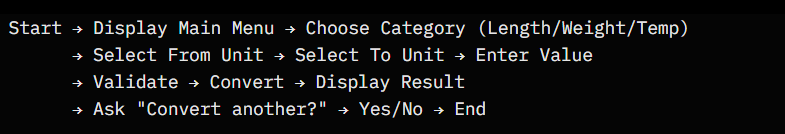 Start → Display Main Menu → Choose Category (Length/Weight/Temp)
→ Select From Unit → Select To Unit → Enter Value
→ Validate → Convert → Display Result
→ Ask "Convert another?" → Yes/No → End